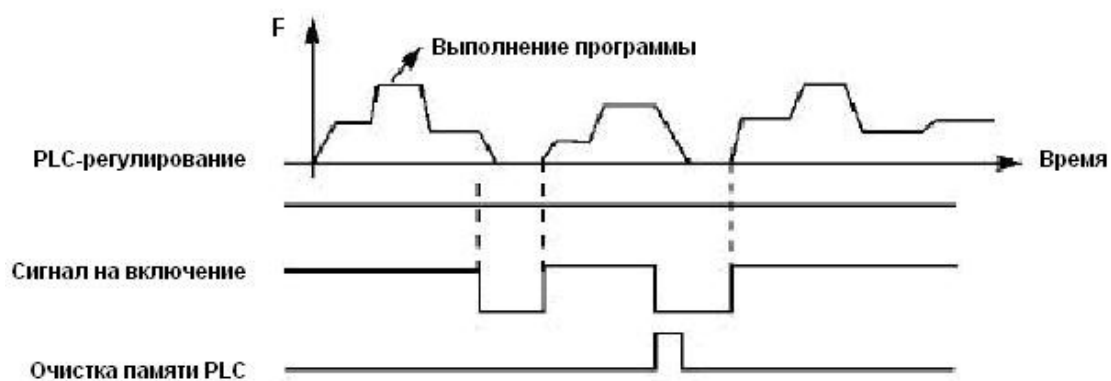 F
Выполнение программы
PLC-регулирование
Время
Сигнал на включение
Очистка памяти PLC